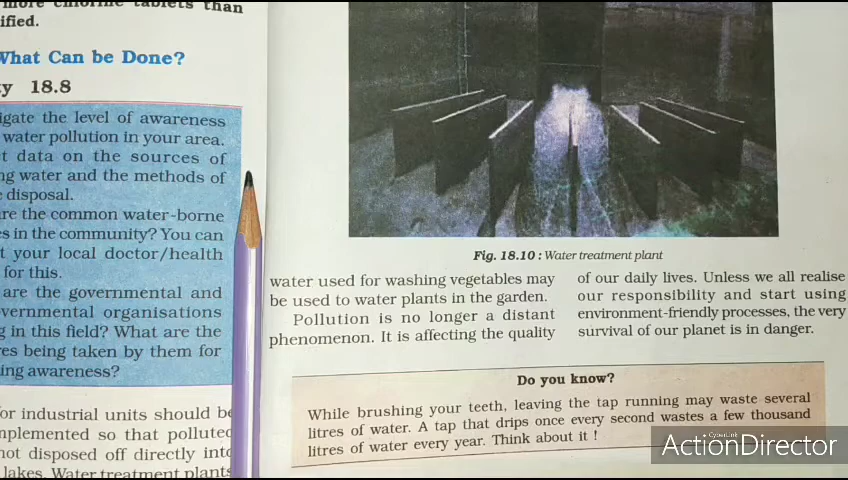 more chlorine tablets than
ified.
What Can be Done?
18.8
igate the level of awareness
water pollution in your area.
t data on the sources of
ng water and the methods of
disposal.
are the common water-borne
es in the community? You can
t your local doctor/health
for this.
are the governmental and
vernmental organisations
g in this field? What are the
res being taken by them for
ing awareness?
or industrial units should be
mplemented so that polluted
not disposed off directly into
lakes. Water treatment plants
Fig. 18.10 : Water treatment plant
water used for washing vegetables may
be used to water plants in the garden.
Pollution is no longer a distant
phenomenon. It is affecting the quality
of our daily lives. Unless we all realise
our responsibility and start using
environment-friendly processes, the very
survival of our planet is in danger.
Do you know?
While brushing your teeth, leaving the tap running may waste several
litres of water. A tap that drips once every second wastes a few thousand
litres of water every year. Think about it !
CyberLink
ActionDirector